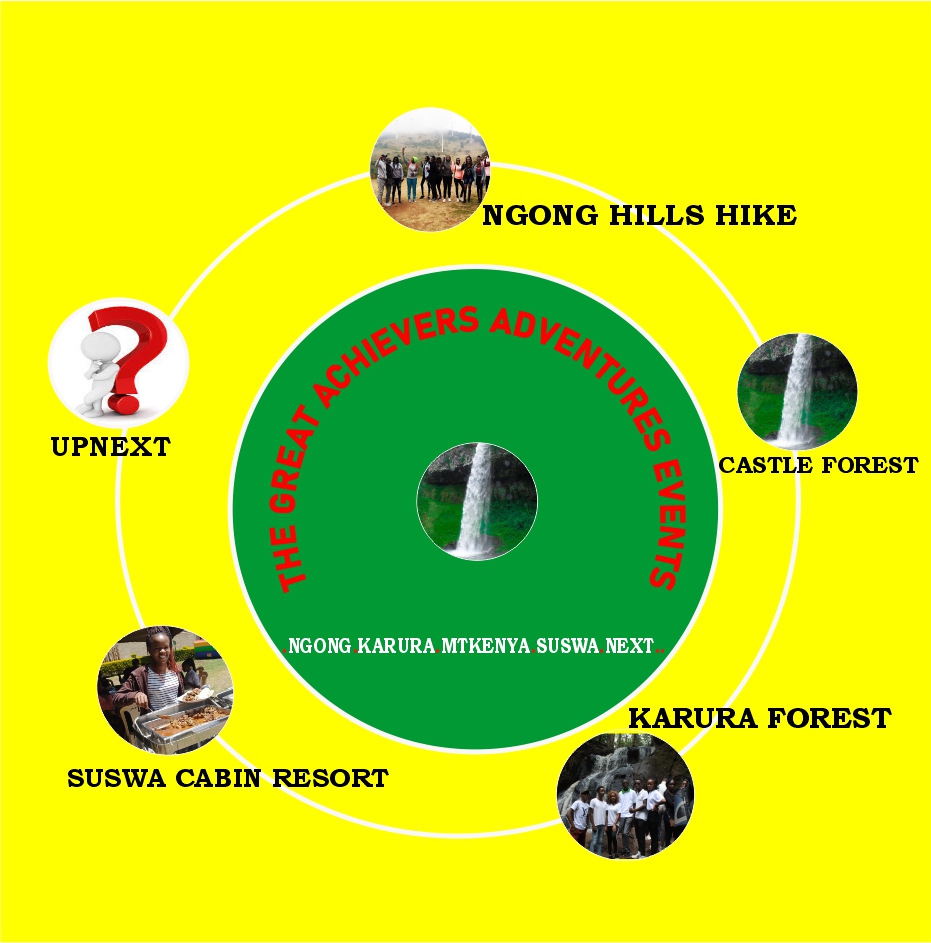 NGONG HILLS HIKE
THE GREAT ACHIEVERS ADVENTURES EVENTS
UPNEXT
CASTLE FOREST
.NGONG.KARURA.MTKENYA.SUSWA.NEXT...
KARURA FOREST
SUSWA CABIN RESORT